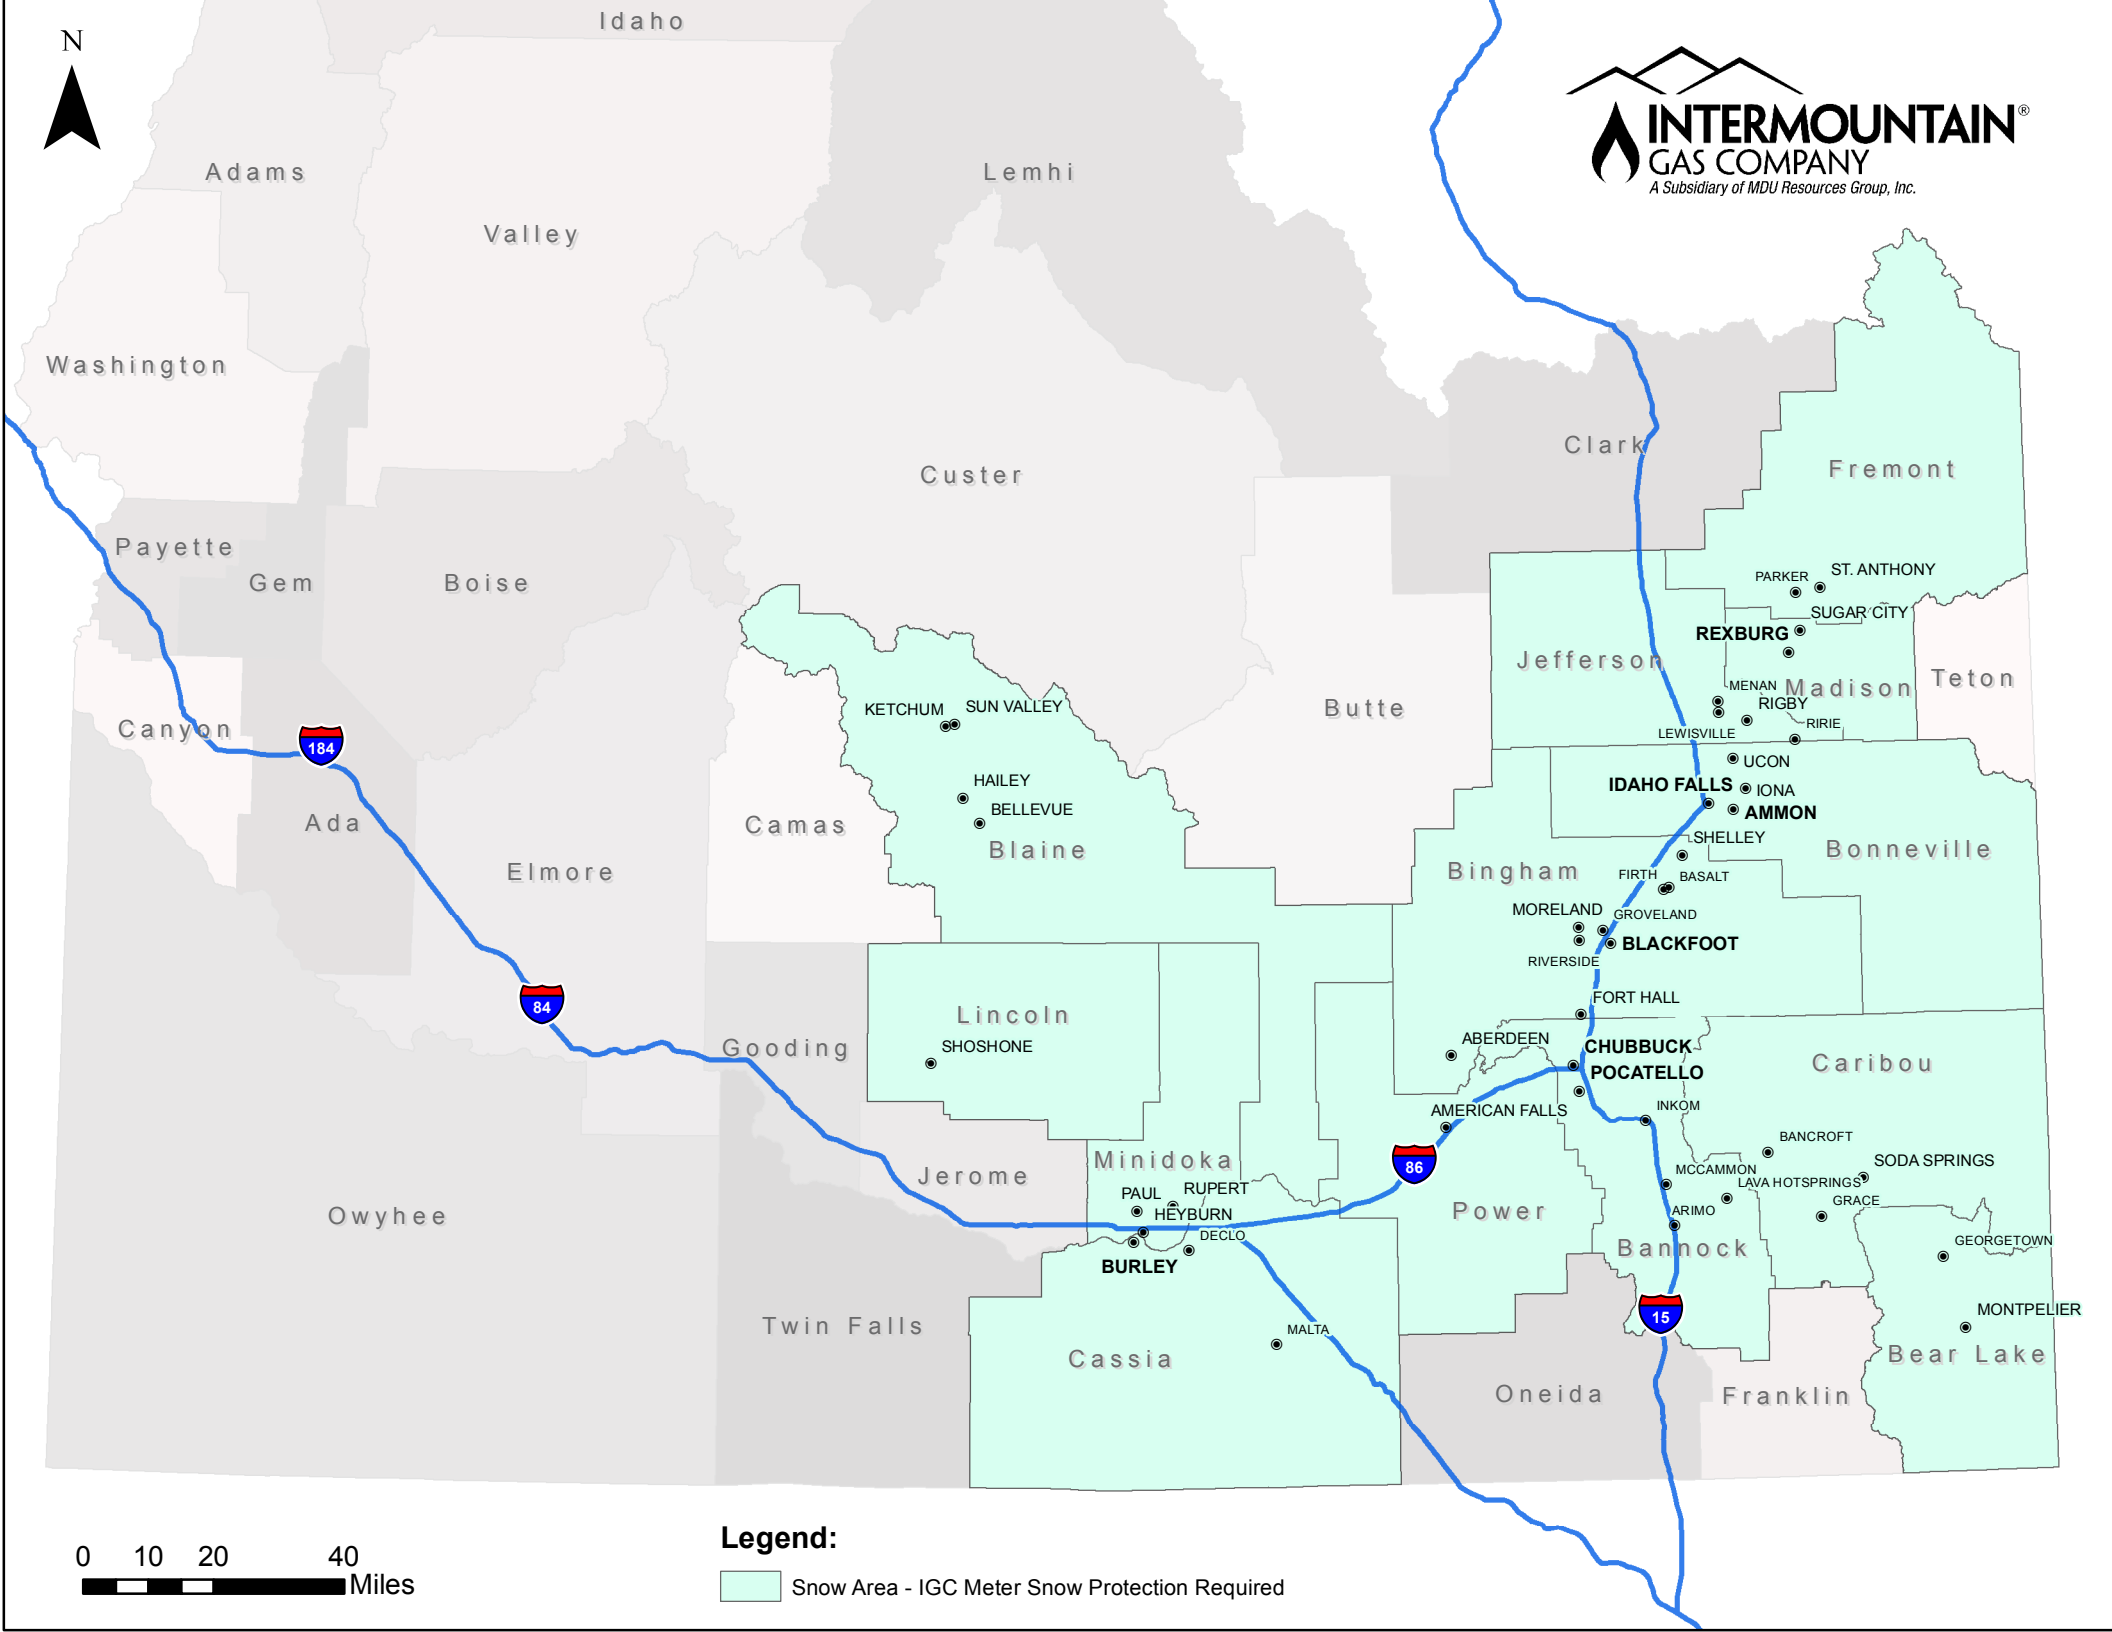 Idaho
N
INTERMOUNTAIN®
GAS COMPANY
A Subsidiary of MDU Resources Group, Inc.
Adams
Lemhi
Valley
Washington
Clark
Fremont
Custer
Payette
Gem
Boise
PARKER
ST. ANTHONY
SUGAR CITY
REXBURG
Jefferson
Madison
Teton
MENAN
RIGBY
RIRIE
LEWISVILLE
KETCHUM
SUN VALLEY
Butte
Canyon
184
UCON
IDAHO FALLS
IONA
AMMON
HAILEY
BELLEVUE
Ada
Camas
Blaine
SHELLEY
Bonneville
Elmore
Bingham
FIRTH
BASALT
MORELAND
GROVELAND
BLACKFOOT
RIVERSIDE
84
FORT HALL
Lincoln
SHOSHONE
Gooding
ABERDEEN
CHUBBUCK
POCATELLO
Caribou
AMERICAN FALLS
INKOM
BANCROFT
86
Minidoka
Jerome
MCCAMMON
SODA SPRINGS
LAVA HOTSPRINGS
GRACE
PAUL
RUPERT
HEYBURN
Owyhee
Power
ARIMO
DECLO
Bannock
GEORGETOWN
BURLEY
MONTPELIER
15
Twin Falls
MALTA
Cassia
Bear Lake
Oneida
Franklin
0 10 20 40
Miles
Legend:
Snow Area - IGC Meter Snow Protection Required